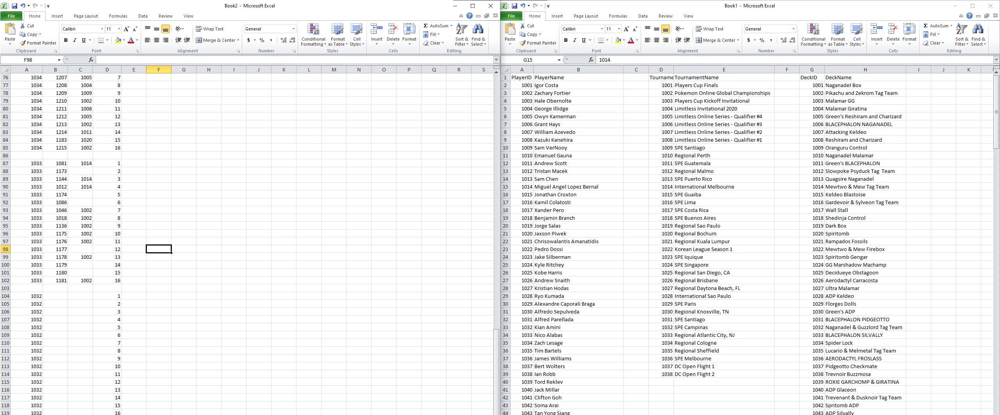 Book2 - Microsoft Excel
File Home Insert Page Layout Formulas Data Review View
Paste Cut Copy Format Painter Clipboard
Calibri 11 A A B I U A Font
Wrap Text Merge & Center Alignment
General $ % , .0 .00 .00 .0 Number
Conditional Formatting Format as Table Cell Styles Styles
Insert Delete Format Cells
Σ AutoSum Fill Clear Sort & Filter Find & Select Editing
F98 fx
A B C D E F G H I J K L M N O P Q R S
76 1034 1207 1005 7
77 1034 1208 1004 8
78 1034 1209 1009 9
79 1034 1210 1002 10
80 1034 1211 1008 11
81 1034 1212 1005 12
82 1034 1213 1002 13
83 1034 1214 1011 14
84 1034 1183 1020 15
85 1034 1215 1002 16
86
87 1033 1081 1014 1
88 1033 1173 2
89 1033 1144 1014 3
90 1033 1012 1014 4
91 1033 1174 5
92 1033 1086 6
93 1033 1046 1002 7
94 1033 1018 1002 8
95 1033 1136 1002 9
96 1033 1175 1002 10
97 1033 1176 1002 11
98 1033 1177 12
99 1033 1178 1002 13
100 1033 1179 14
101 1033 1180 15
102 1033 1181 1002 16
103
104 1032 1
105 1032 2
106 1032 3
107 1032 4
108 1032 5
109 1032 6
110 1032 7
111 1032 8
112 1032 9
113 1032 10
114 1032 11
115 1032 12
116 1032 13
117 1032 14
118 1032 15
119 1032 16
Book1 - Microsoft Excel
File Home Insert Page Layout Formulas Data Review View
Paste Cut Copy Format Painter Clipboard
Calibri 11 A A B I U A Font
Wrap Text Merge & Center Alignment
General $ % , .0 .00 .00 .0 Number
Conditional Formatting Format as Table Cell Styles Styles
Insert Delete Format Cells
Σ AutoSum Fill Clear Sort & Filter Find & Select Editing
G15 fx 1014
A B C D E F G H I J K
1 PlayerID PlayerName Tourname TournamentName DeckID DeckName
2 1001 Igor Costa 1001 Players Cup Finals 1001 Naganadel Box
3 1002 Zachary Fortier 1002 Pokemon Online Global Championships 1002 Pikachu and Zekrom Tag Team
4 1003 Hale Obernolte 1003 Players Cup Kickoff Invitational 1003 Malamar GG
5 1004 George Illidge 1004 Limitless Invitational 2020 1004 Malamar Giratina
6 1005 Owyn Kamerman 1005 Limitless Online Series - Qualifier #4 1005 Green's Reshiram and Charizard
7 1006 Grant Hays 1006 Limitless Online Series - Qualifier #3 1006 BLACEPHALON NAGANADEL
8 1007 William Azevedo 1007 Limitless Online Series - Qualifier #2 1007 Attacking Keldeo
9 1008 Kazuki Kanehira 1008 Limitless Online Series - Qualifier #1 1008 Reshiram and Charizard
10 1009 Sam VerNooy 1009 SPE Santiago 1009 Oranguru Control
11 1010 Emanuel Gauna 1010 Regional Perth 1010 Naganadel Malamar
12 1011 Andrew Scott 1011 SPE Guatemala 1011 Green's BLACEPHALON
13 1012 Tristan Macek 1012 Regional Malmo 1012 Slowpoke Psyduck Tag Team
14 1013 Sam Chen 1013 SPE Puerto Rico 1013 Quagsire Naganadel
15 1014 Miguel Angel Lopez Bernal 1014 International Melbourne 1014 Mewtwo & Mew Tag Team
16 1015 Jonathan Croxton 1015 SPE Guaiba 1015 Keldeo Blastoise
17 1016 Kamil Colatosti 1016 SPE Lima 1016 Gardevoir & Sylveon Tag Team
18 1017 Xander Pero 1017 SPE Costa Rica 1017 Wall Stall
19 1018 Benjamin Branch 1018 SPE Buenos Aires 1018 Shedinja Control
20 1019 Jorge Salas 1019 Regional Sao Paulo 1019 Dark Box
21 1020 Jaxson Piwek 1020 Regional Bochum 1020 Spiritomb
22 1021 Chrisowalantis Amanatidis 1021 Regional Kuala Lumpur 1021 Rampados Fossils
23 1022 Pedro Dossi 1022 Korean League Season 1 1022 Mewtwo & Mew Firebox
24 1023 Jake Silberman 1023 SPE Iquique 1023 Spiritomb Gengar
25 1024 Kyle Ritchey 1024 SPE Singapore 1024 GG Marshadow Machamp
26 1025 Kobe Harris 1025 Regional San Diego, CA 1025 Decidueye Obstagoon
27 1026 Andrew Snaith 1026 Regional Brisbane 1026 Aerodactyl Carracosta
28 1027 Kristian Hodas 1027 Regional Daytona Beach, FL 1027 Ultra Malamar
29 1028 Ryo Kumada 1028 International Sao Paulo 1028 ADP Keldeo
30 1029 Alexandre Caporali Braga 1029 SPE Paris 1029 Florges Dolls
31 1030 Alfredo Sepulveda 1030 Regional Knoxville, TN 1030 Green's ADP
32 1031 Alfred Parellada 1031 SPE Santiago 1031 BLACEPHALON PIDGEOTTO
33 1032 Kian Amini 1032 SPE Campinas 1032 Naganadel & Guzzlord Tag Team
34 1033 Nico Alabas 1033 Regional Atlantic City, NJ 1033 BLACEPHALON SILVALLY
35 1034 Zach Lesage 1034 Regional Cologne 1034 Spider Lock
36 1035 Tim Bartels 1035 Regional Sheffield 1035 Lucario & Melmetal Tag Team
37 1036 James Williams 1036 SPE Melbourne 1036 AERODACTYL FROSLASS
38 1037 Bert Wolters 1037 DC Open Flight 1 1037 Pidgeotto Checkmate
39 1038 Ian Robb 1038 DC Open Flight 2 1038 Trevnoir Buzzmosa
40 1039 Tord Reklev 1039 ROXIE GARCHOMP & GIRATINA
41 1040 Jack Millar 1040 ADP Glaceon
42 1041 Clifton Goh 1041 Trevenant & Dusknoir Tag Team
43 1042 Soma Arai 1042 Spritomb ADP
44 1043 Tan Yong Siang 1043 ADP Silvally